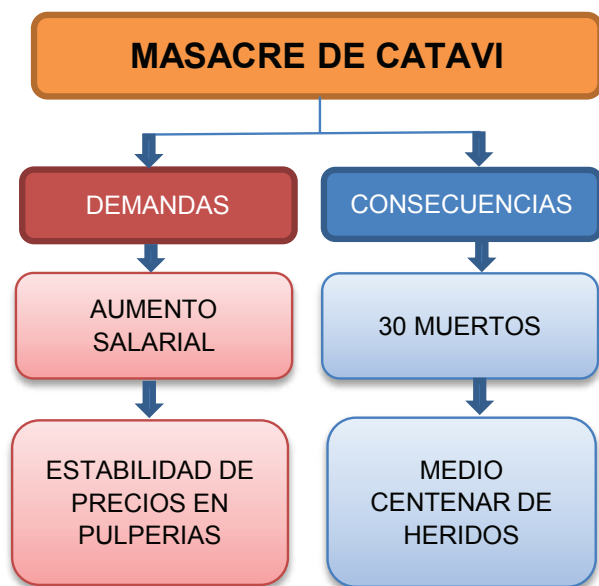 MASACRE DE CATAVI
DEMANDAS
CONSECUENCIAS
AUMENTO
SALARIAL
30 MUERTOS
ESTABILIDAD DE
PRECIOS EN
PULPERIAS
MEDIO
CENTENAR DE
HERIDOS